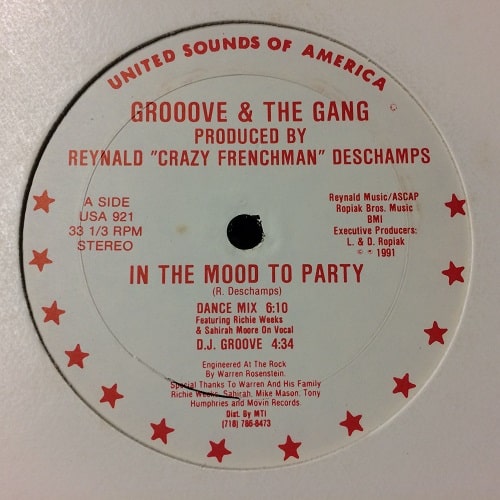 UNITED SOUNDS OF AMERICA
GROOOVE & THE GANG
PRODUCED BY
REYNALD "CRAZY FRENCHMAN" DESCHAMPS
A SIDE
USA 921
33 1/3 RPM
STEREO
Reynald Music/ASCAP
Ropiak Bros. Music
BMI
Executive Producers:
L. & D. Ropiak
© ℗ 1991
IN THE MOOD TO PARTY
(R. Deschamps)
DANCE MIX 6:10
Featuring Richie Weeks
& Sahirah Moore On Vocal
D.J. GROOVE 4:34
Engineered At The Rock
By Warren Rosenstein.
Special Thanks To Warren And His Family
Richie Weeks, Sahirah, Mike Mason, Tony
Humphries and Movin Records.
Dist. By MTI
(718) 766-8473